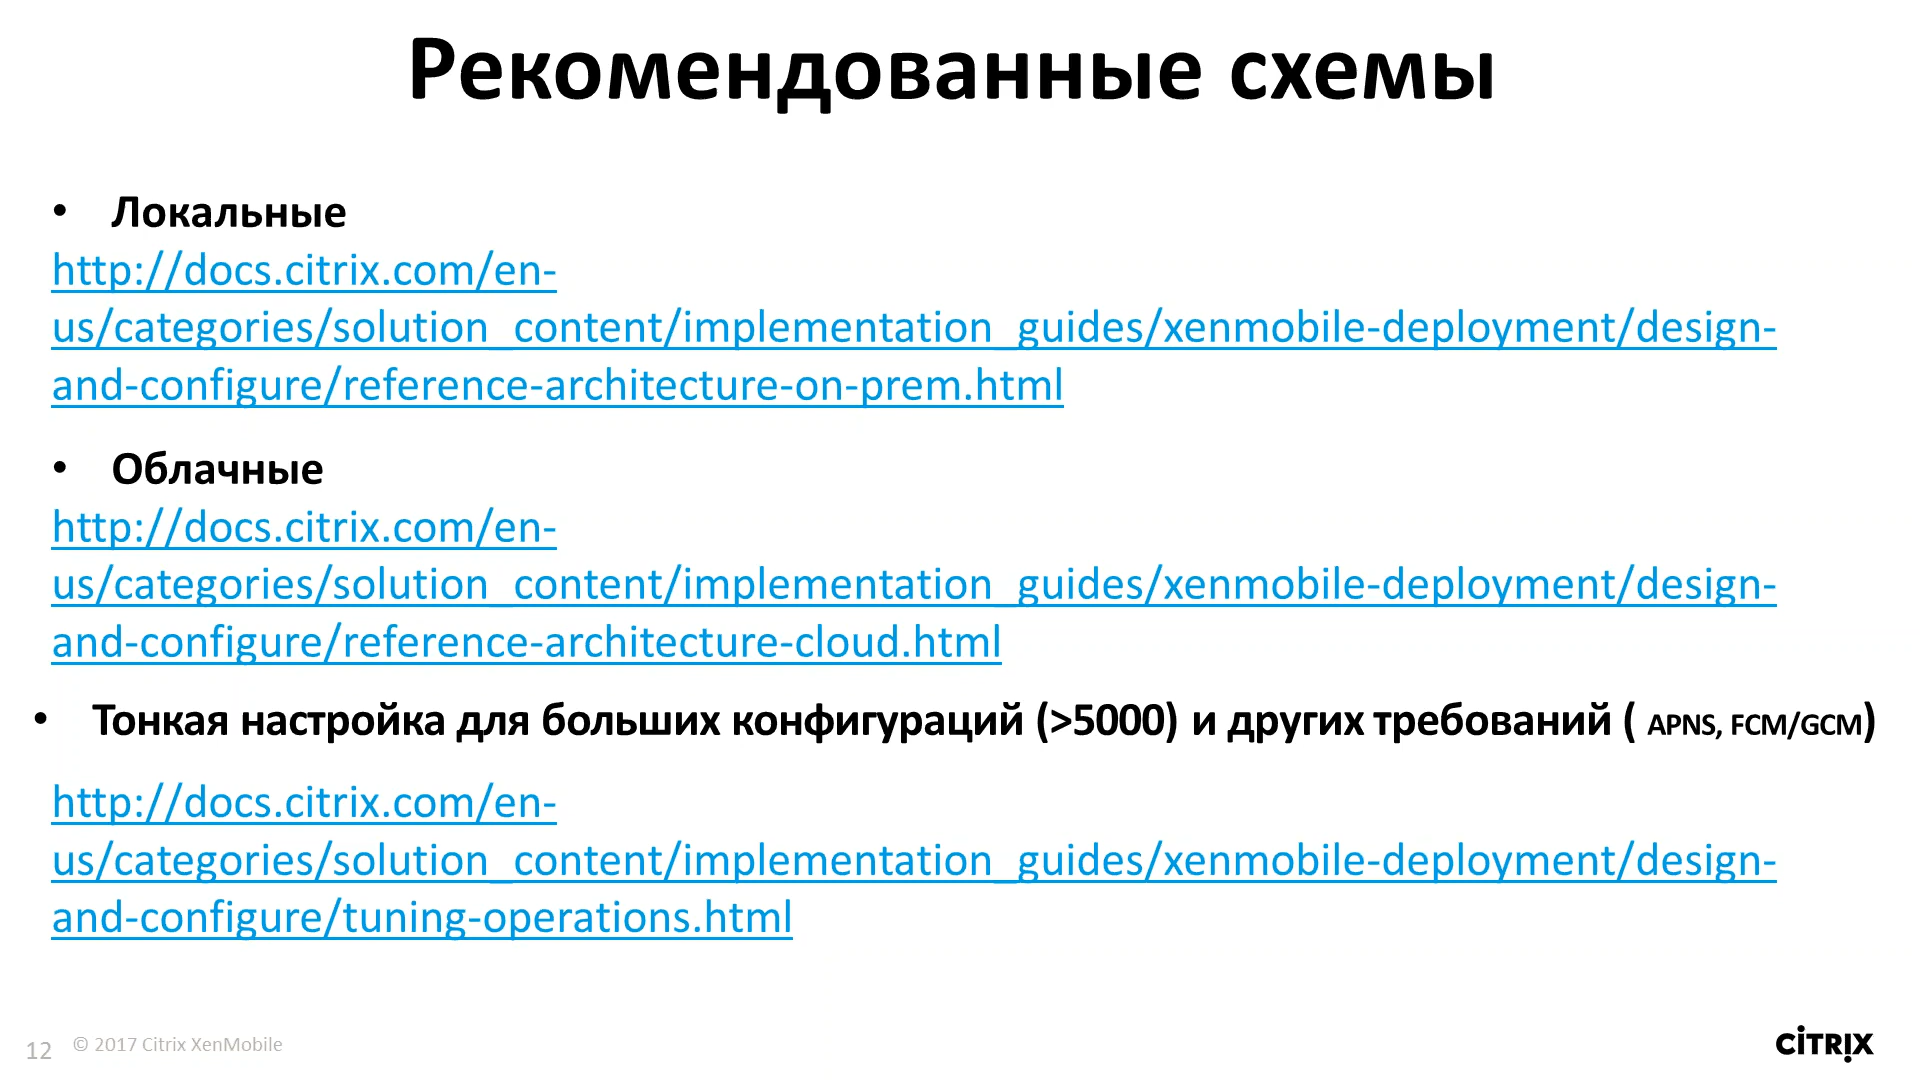 Рекомендованные схемы
• Локальные
http://docs.citrix.com/en-
us/categories/solution_content/implementation_guides/xenmobile-deployment/design-
and-configure/reference-architecture-on-prem.html
• Облачные
http://docs.citrix.com/en-
us/categories/solution_content/implementation_guides/xenmobile-deployment/design-
and-configure/reference-architecture-cloud.html
• Тонкая настройка для больших конфигураций (>5000) и других требований ( APNS, FCM/GCM)
http://docs.citrix.com/en-
us/categories/solution_content/implementation_guides/xenmobile-deployment/design-
and-configure/tuning-operations.html
12 © 2017 Citrix XenMobile
CITRIX